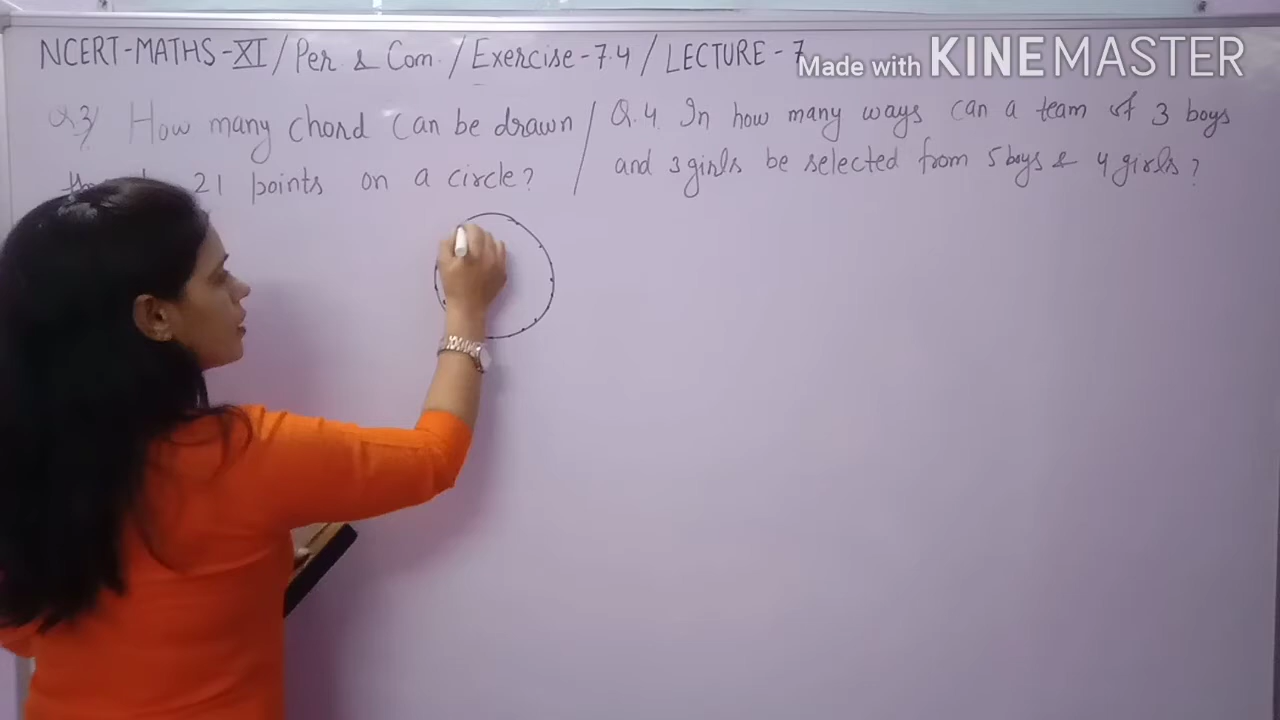 NCERT-MATHS-XI / Per & Com. / Exercise-7.4 / LECTURE - 7
Made with KINEMASTER
Q.3/ How many chord can be drawn
21 points on a circle?
Q.4. In how many ways can a team of 3 boys
and 3 girls be selected from 5 boys & 4 girls?